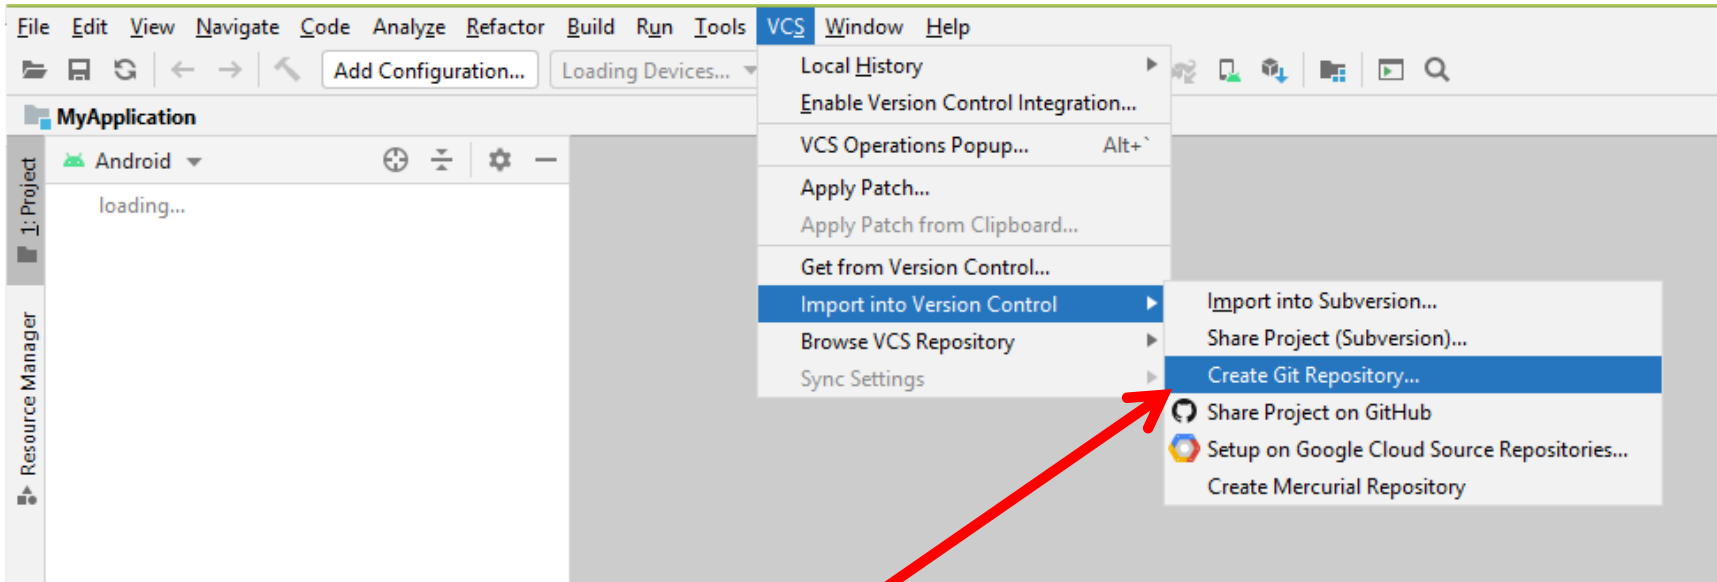 File Edit View Navigate Code Analyze Refactor Build Run Tools VCS Window Help
Add Configuration... Loading Devices...
MyApplication
Android
loading...
1: Project
Resource Manager
Local History
Enable Version Control Integration...
VCS Operations Popup... Alt+`
Apply Patch...
Apply Patch from Clipboard...
Get from Version Control...
Import into Version Control
Browse VCS Repository
Sync Settings
Import into Subversion...
Share Project (Subversion)...
Create Git Repository...
Share Project on GitHub
Setup on Google Cloud Source Repositories...
Create Mercurial Repository